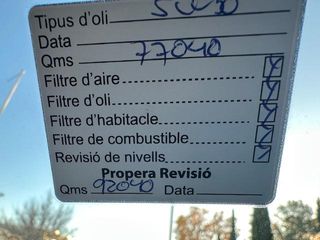 Tipus d'oli 5W30
Data
Qms 77040
Filtre d'aire
Filtre d'oli
Filtre d'habitacle
Filtre de combustible
Revisió de nivells
Propera Revisió
Qms 92040 Data